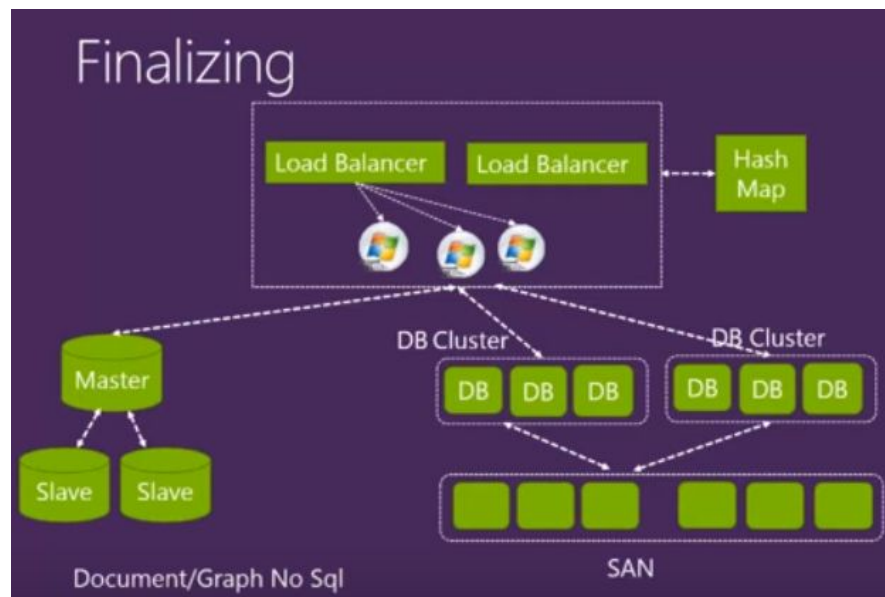 Finalizing
Load Balancer
Load Balancer
Hash
Map
DB Cluster
DB Cluster
Master
DB
DB
DB
DB
DB
DB
Slave
Slave
Document/Graph No Sql
SAN